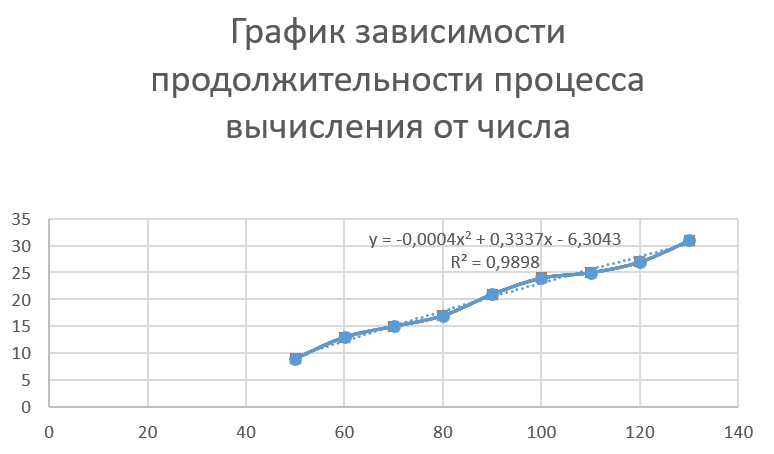 График зависимости
продолжительности процесса
вычисления от числа
35
30
25
20
15
10
5
0
y = -0,0004x² + 0,3337x - 6,3043
R² = 0,9898
0 20 40 60 80 100 120 140